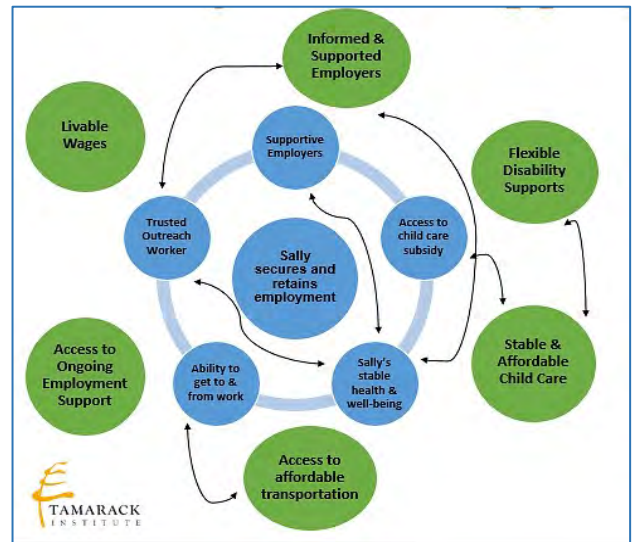 Informed &
Supported
Employers
Livable
Wages
Supportive
Employers
Flexible
Disability
Supports
Trusted
Outreach
Worker
Access to
child care
subsidy
Sally
secures and
retains
employment
Access to
Ongoing
Employment
Support
Ability to
get to &
from work
Sally's
stable
health &
well-being
Stable &
Affordable
Child Care
Access to
affordable
transportation
TAMARACK
INSTITUTE